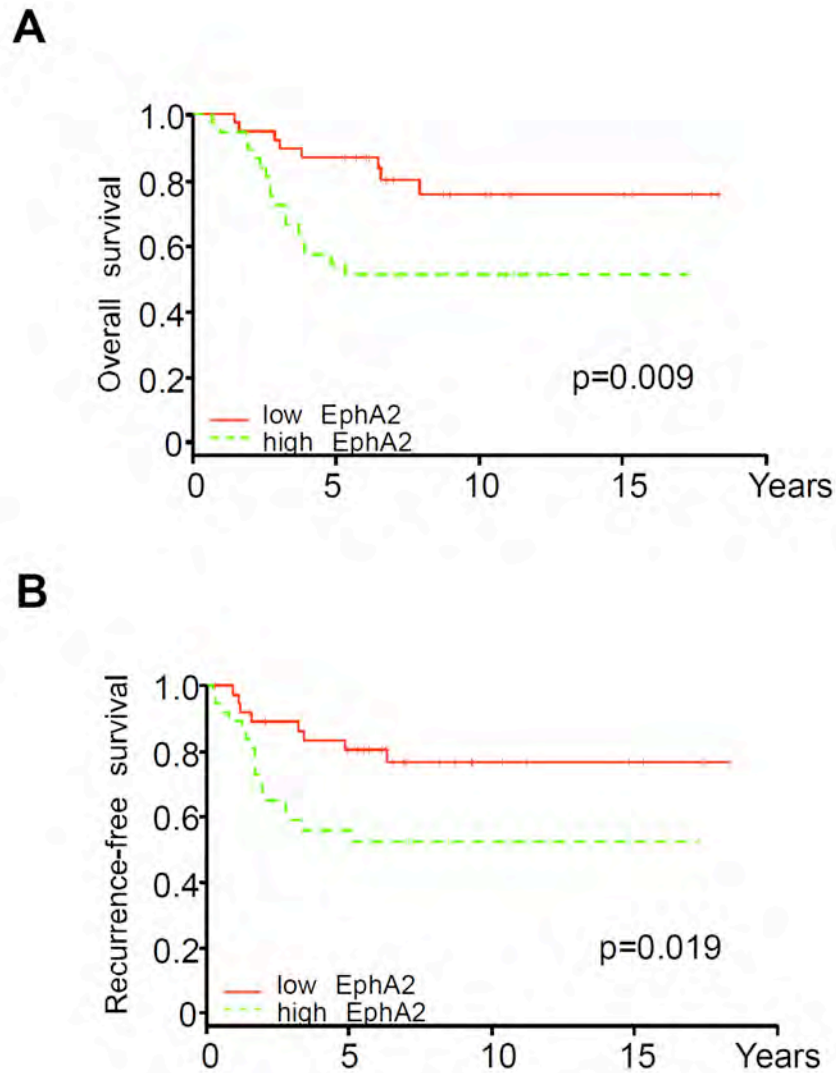 A
Overall survival
1.0
0.8
0.6
0.4
0.2
0
p=0.009
low EphA2
high EphA2
0 5 10 15 Years
B
Recurrence-free survival
1.0
0.8
0.6
0.4
0.2
0
p=0.019
low EphA2
high EphA2
0 5 10 15 Years